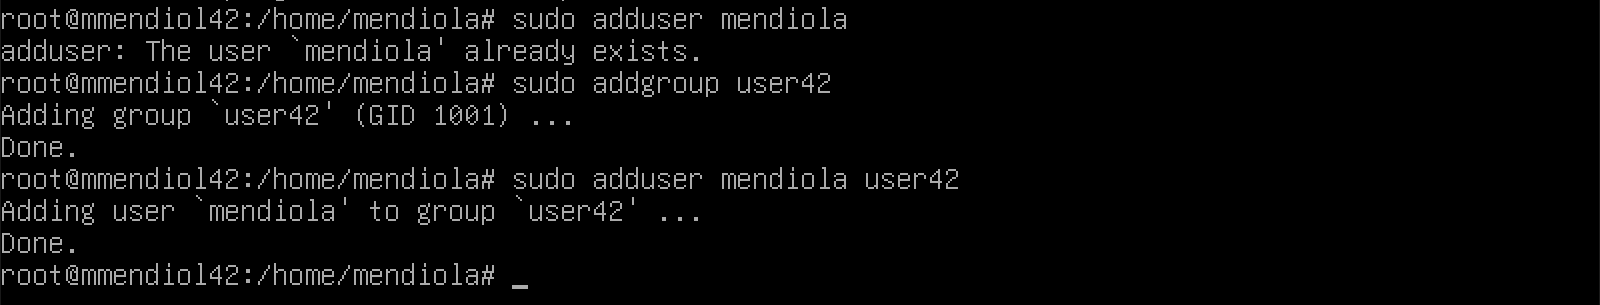 root@mmendiol42:/home/mendiola# sudo adduser mendiola
adduser: The user `mendiola' already exists.
root@mmendiol42:/home/mendiola# sudo addgroup user42
Adding group `user42' (GID 1001) ...
Done.
root@mmendiol42:/home/mendiola# sudo adduser mendiola user42
Adding user `mendiola' to group `user42' ...
Done.
root@mmendiol42:/home/mendiola# _